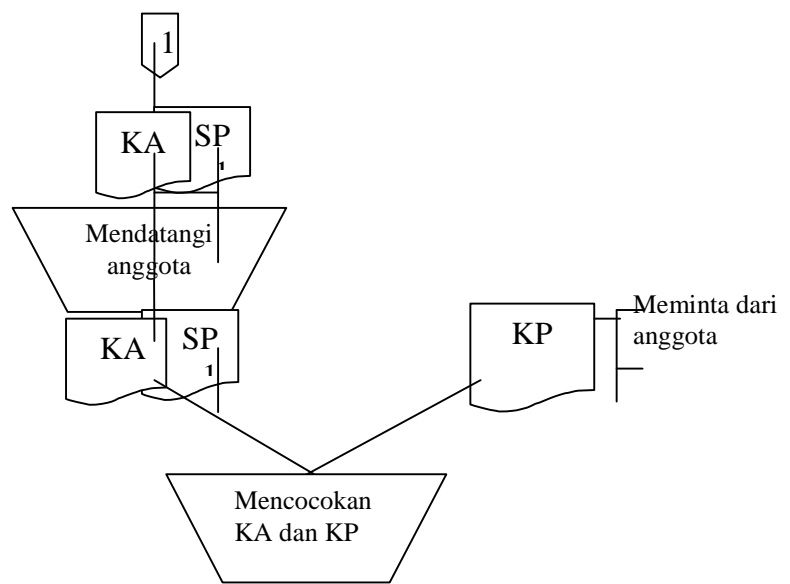 1
KA
SP
1
Mendatangi
anggota
KA
SP
1
KP
Meminta dari
anggota
Mencocokan
KA dan KP